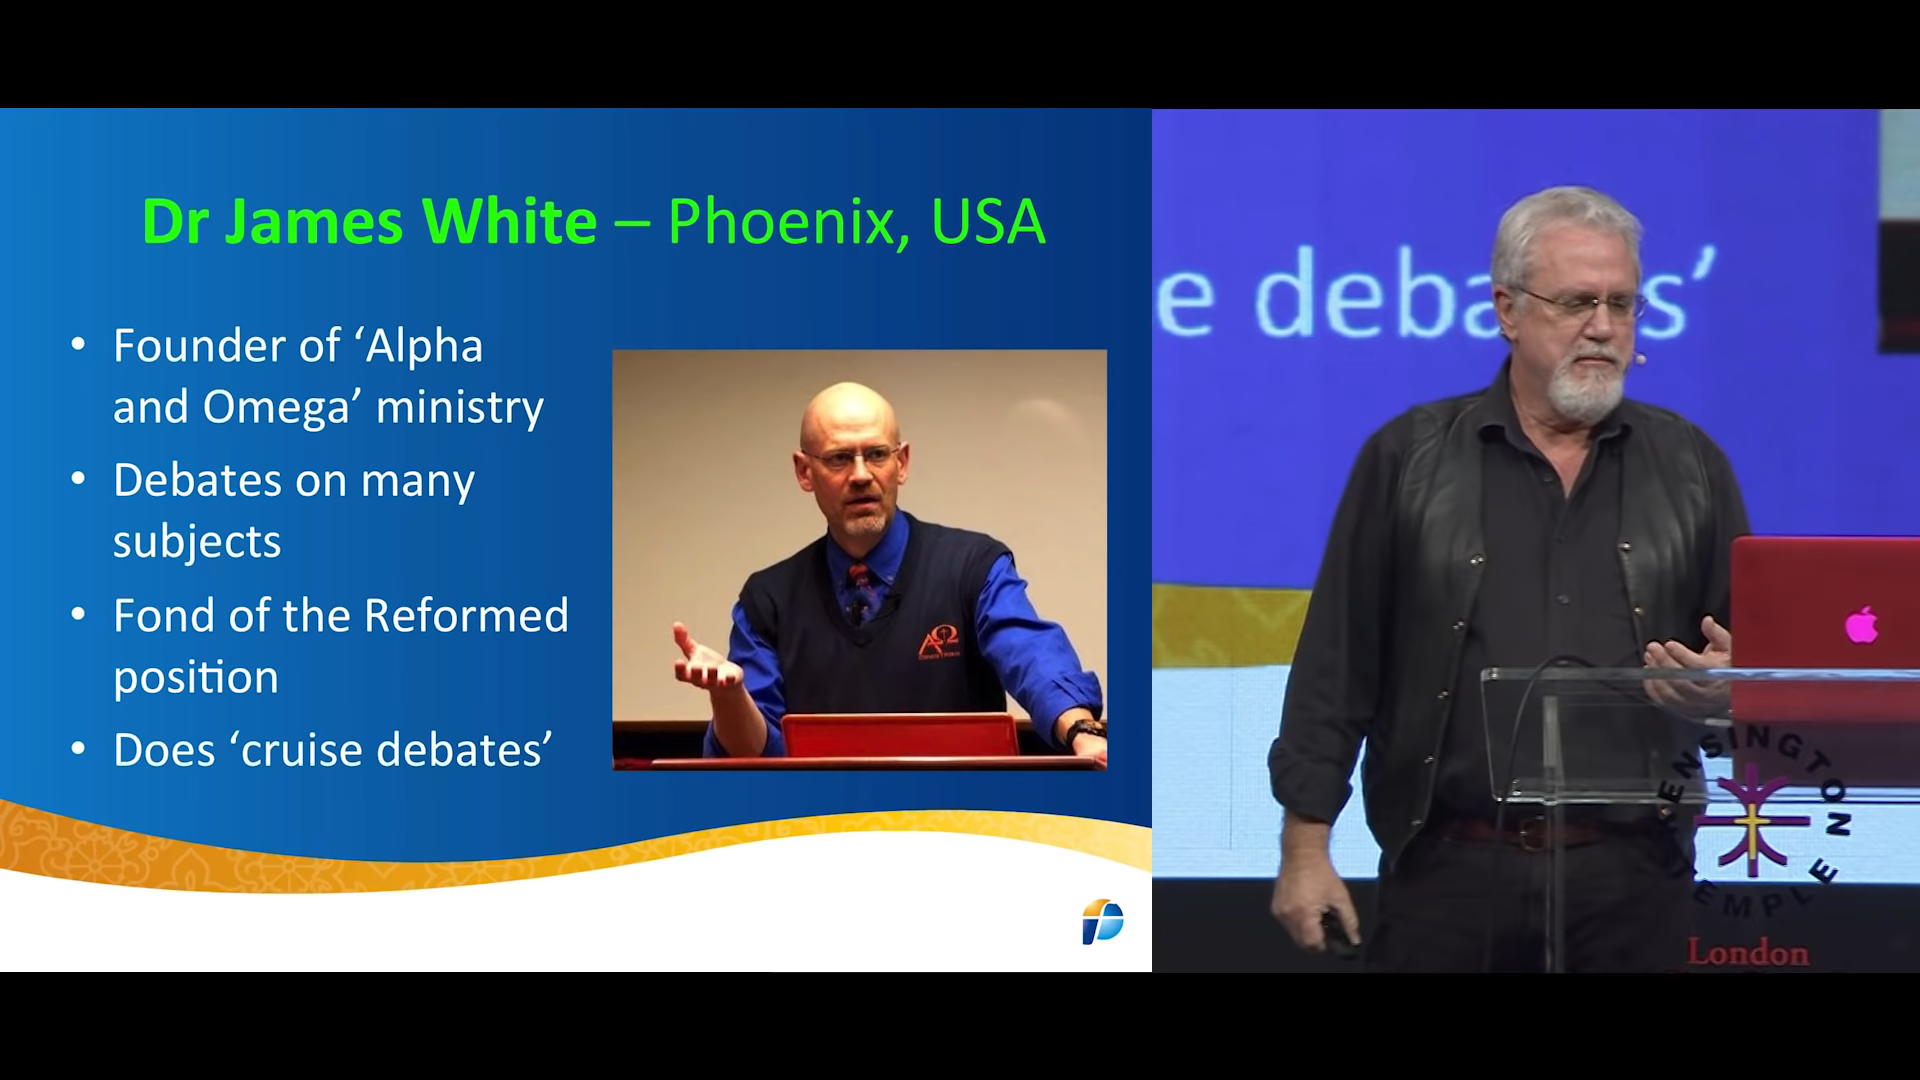 Dr James White – Phoenix, USA
• Founder of ‘Alpha
and Omega’ ministry
• Debates on many
subjects
• Fond of the Reformed
position
• Does ‘cruise debates’
ΑΩ
e deba s’
KENSINGTON
TEMPLE
London